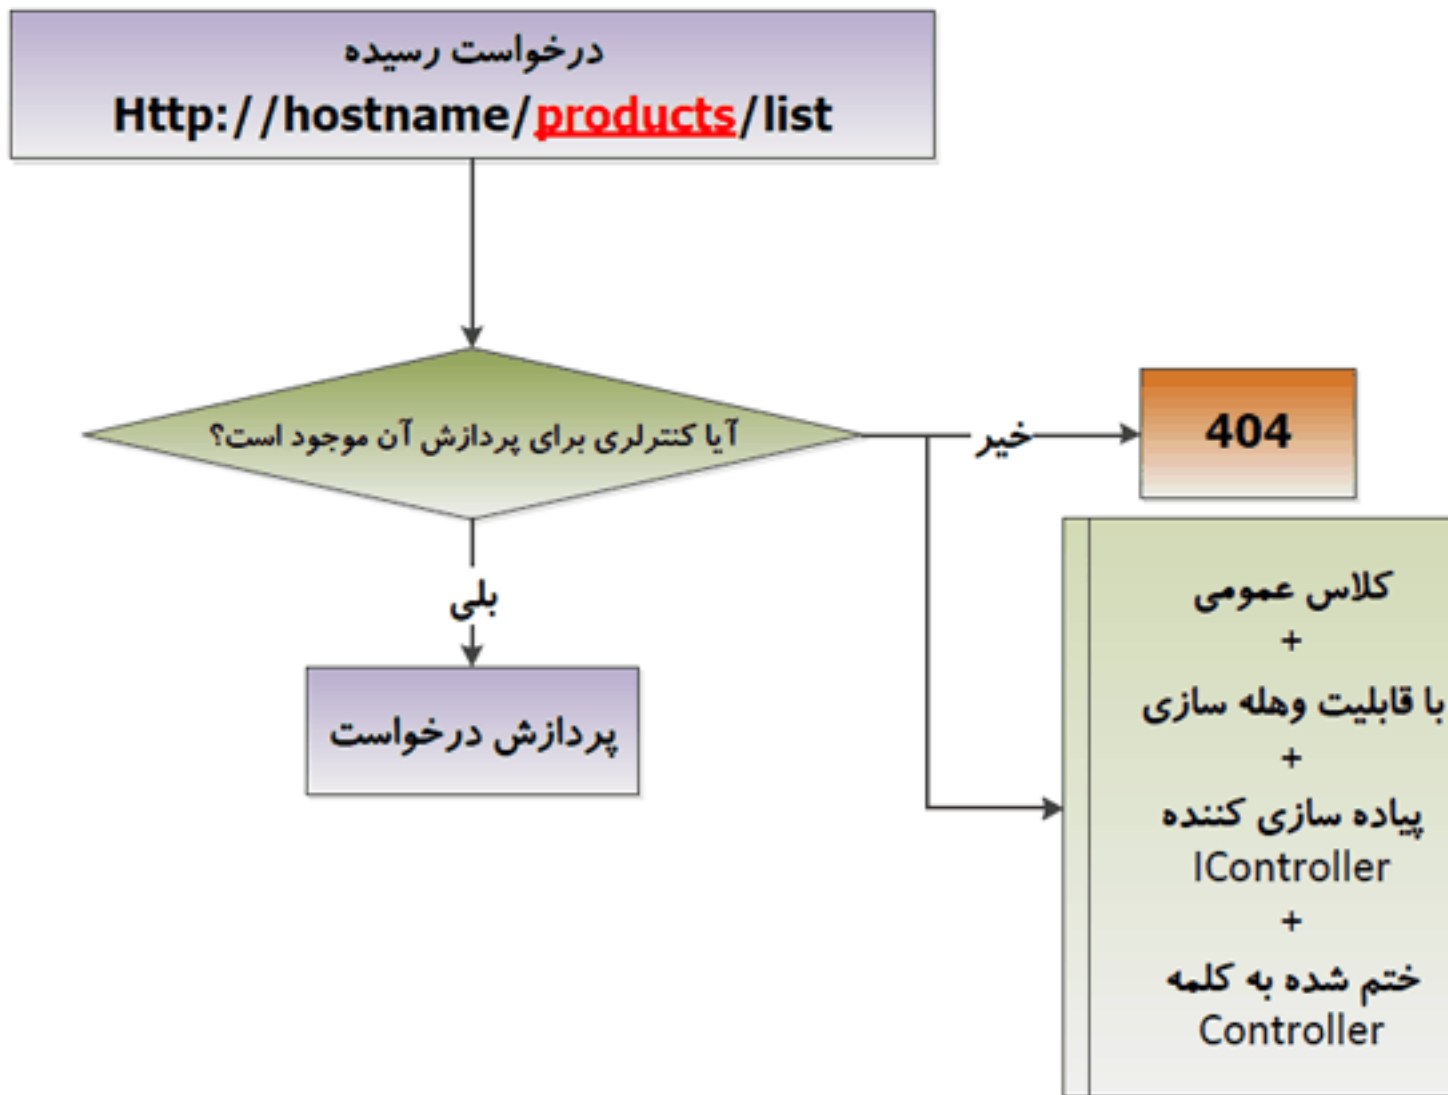 درخواست رسیده
Http://hostname/products/list
آیا کنترلری برای پردازش آن موجود است؟
خیر
404
بلی
پردازش درخواست
کلاس عمومی
+
با قابلیت وهله سازی
+
پیاده سازی کننده
IController
+
ختم شده به کلمه
Controller